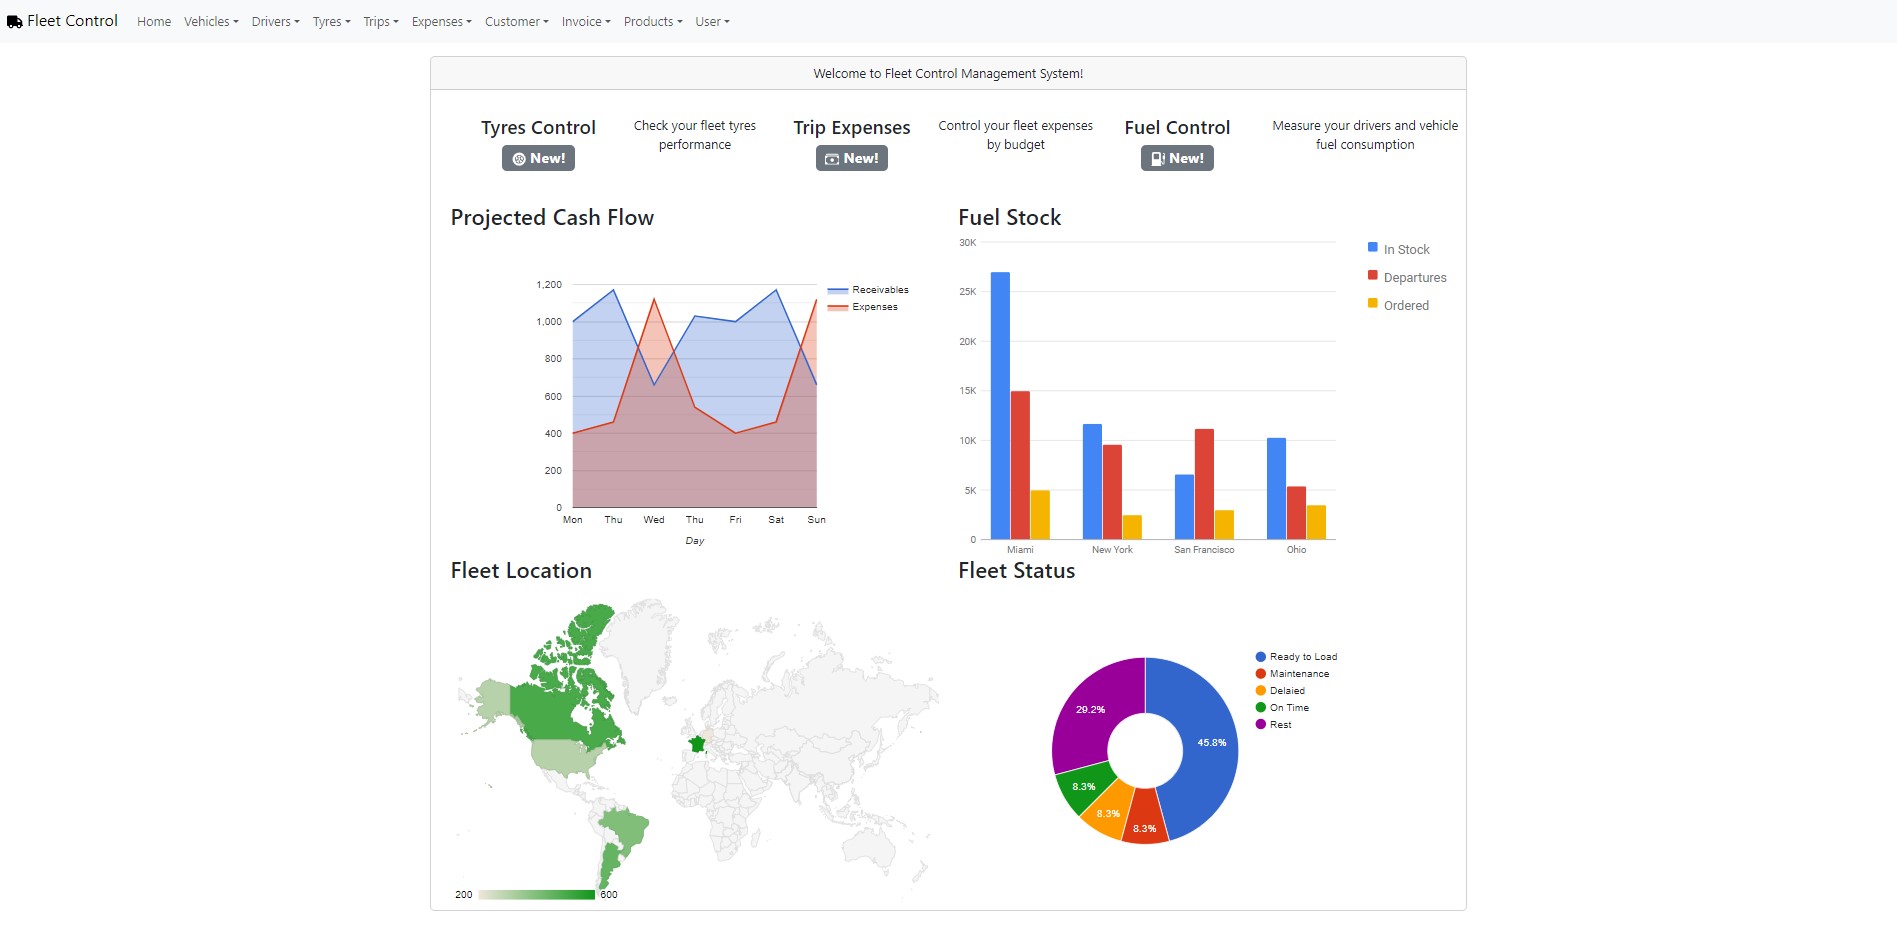 Fleet Control Home Vehicles Drivers Tyres Trips Expenses Customer Invoice Products User
Welcome to Fleet Control Management System!
Tyres Control
New!
Check your fleet tyres
performance
Trip Expenses
New!
Control your fleet expenses
by budget
Fuel Control
New!
Measure your drivers and vehicle
fuel consumption
Projected Cash Flow
1,200
1,000
800
600
400
200
0
Mon Thu Wed Thu Fri Sat Sun
Day
Receivables
Expenses
Fuel Stock
30K
25K
20K
15K
10K
5K
0
Miami New York San Francisco Ohio
In Stock
Departures
Ordered
Fleet Location
200 600
Fleet Status
45.8%
8.3%
8.3%
8.3%
29.2%
Ready to Load
Maintenance
Delaied
On Time
Rest